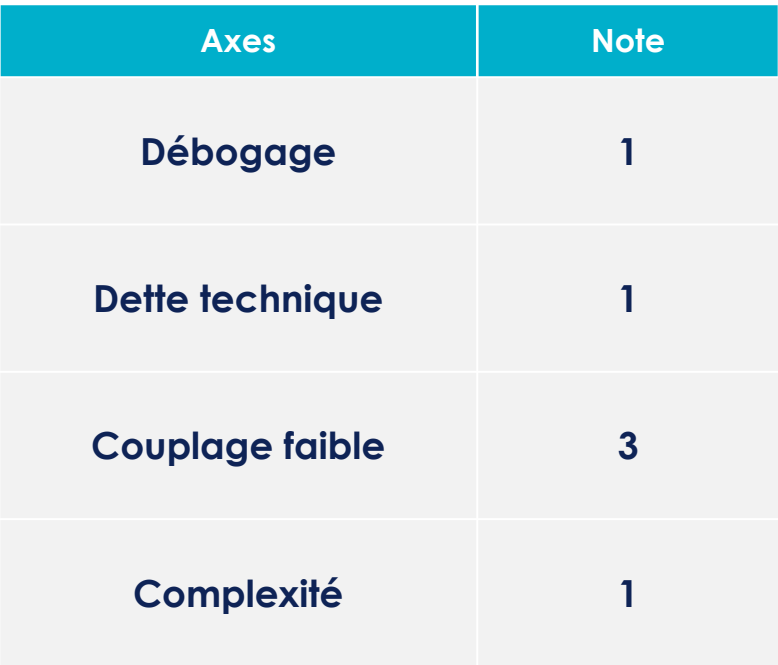 Axes Note
Débogage 1
Dette technique 1
Couplage faible 3
Complexité 1